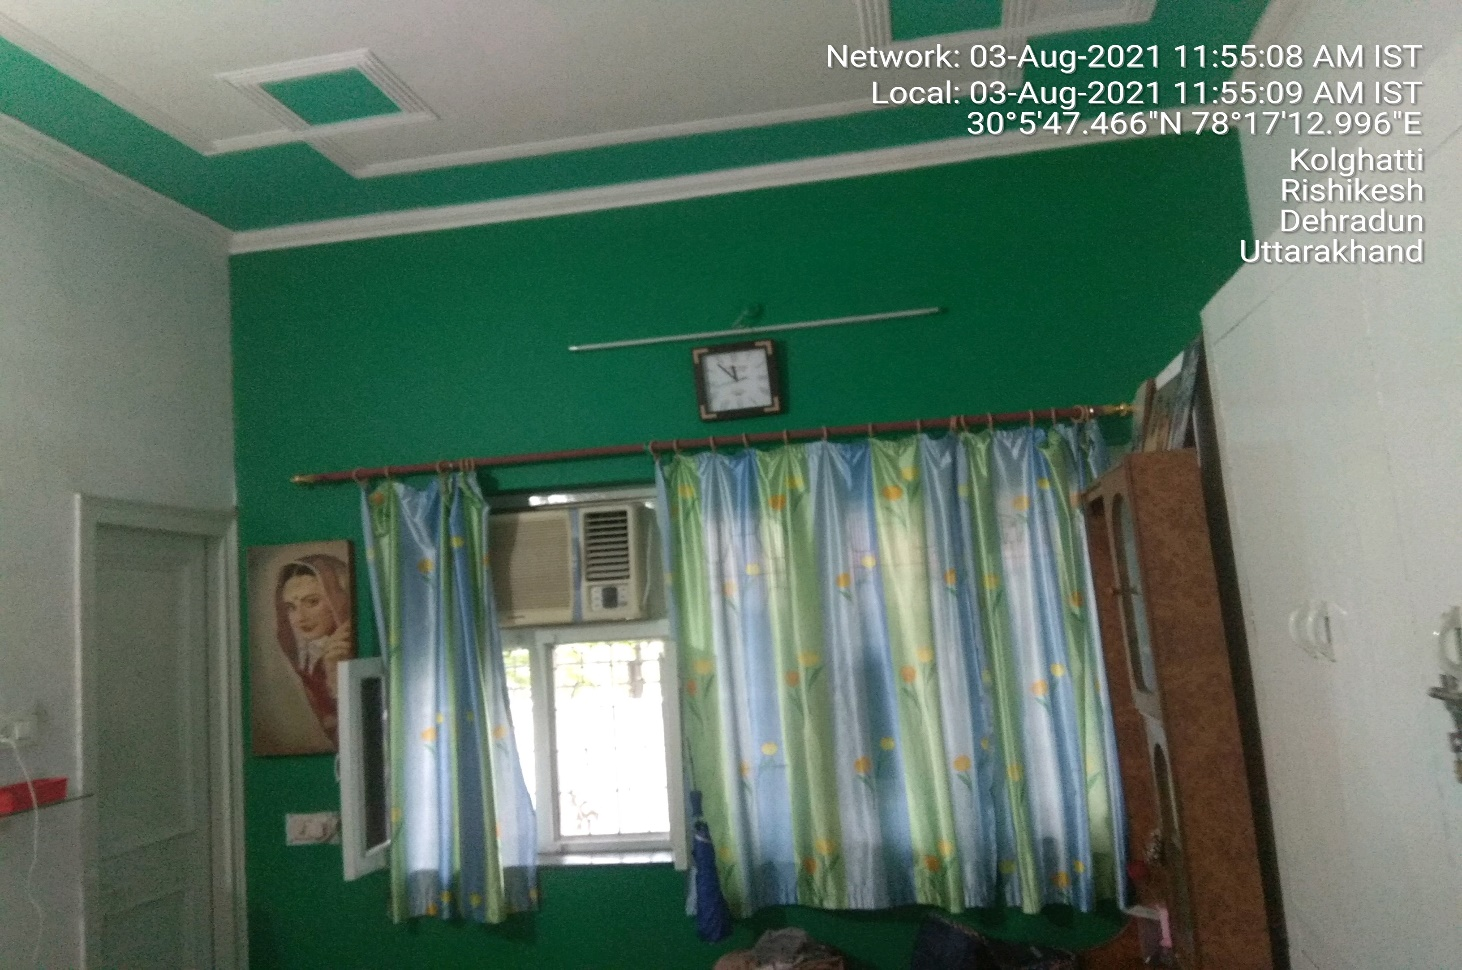 Network: 03-Aug-2021 11:55:08 AM IST
Local: 03-Aug-2021 11:55:09 AM IST
30°5'47.466"N 78°17'12.996"E
Kolghatti
Rishikesh
Dehradun
Uttarakhand